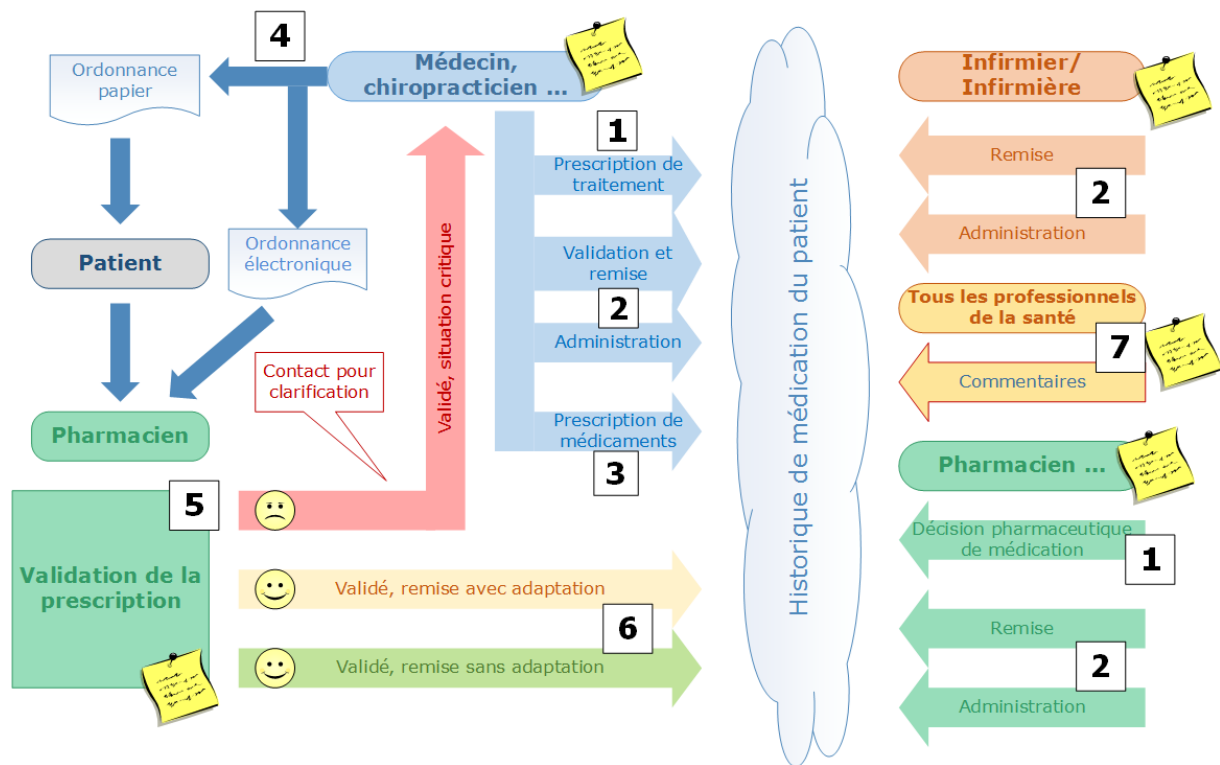 4
Médecin,
chiropracticien ...
Ordonnance
papier
Ordonnance
électronique
Patient
Pharmacien
Contact pour
clarification
Validé, situation critique
5
Validation de la
prescription
Validé, remise avec adaptation
6
Validé, remise sans adaptation
1
Prescription de
traitement
Validation et
remise
2
Administration
Prescription de
médicaments
3
Historique de médication du patient
Infirmier/
Infirmière
Remise
2
Administration
Tous les professionnels
de la santé
7
Commentaires
Pharmacien ...
Décision pharmaceutique
de médication
1
Remise
2
Administration